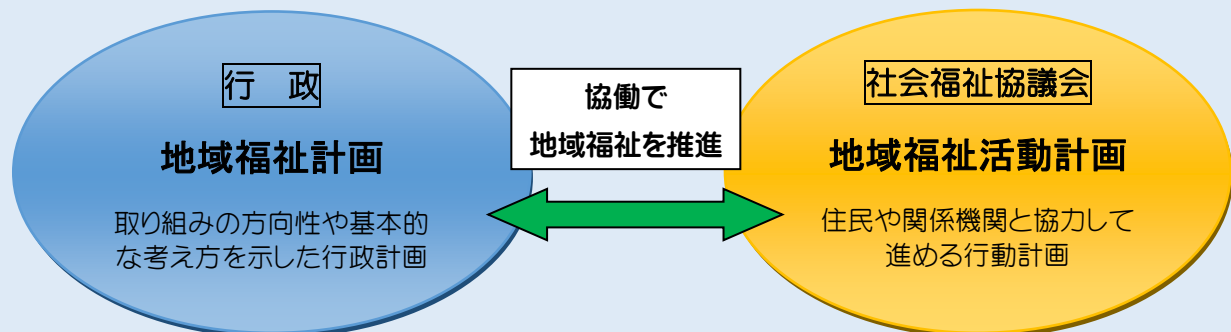 行　政
地域福祉計画
取り組みの方向性や基本的
な考え方を示した行政計画
協働で
地域福祉を推進
社会福祉協議会
地域福祉活動計画
住民や関係機関と協力して
進める行動計画